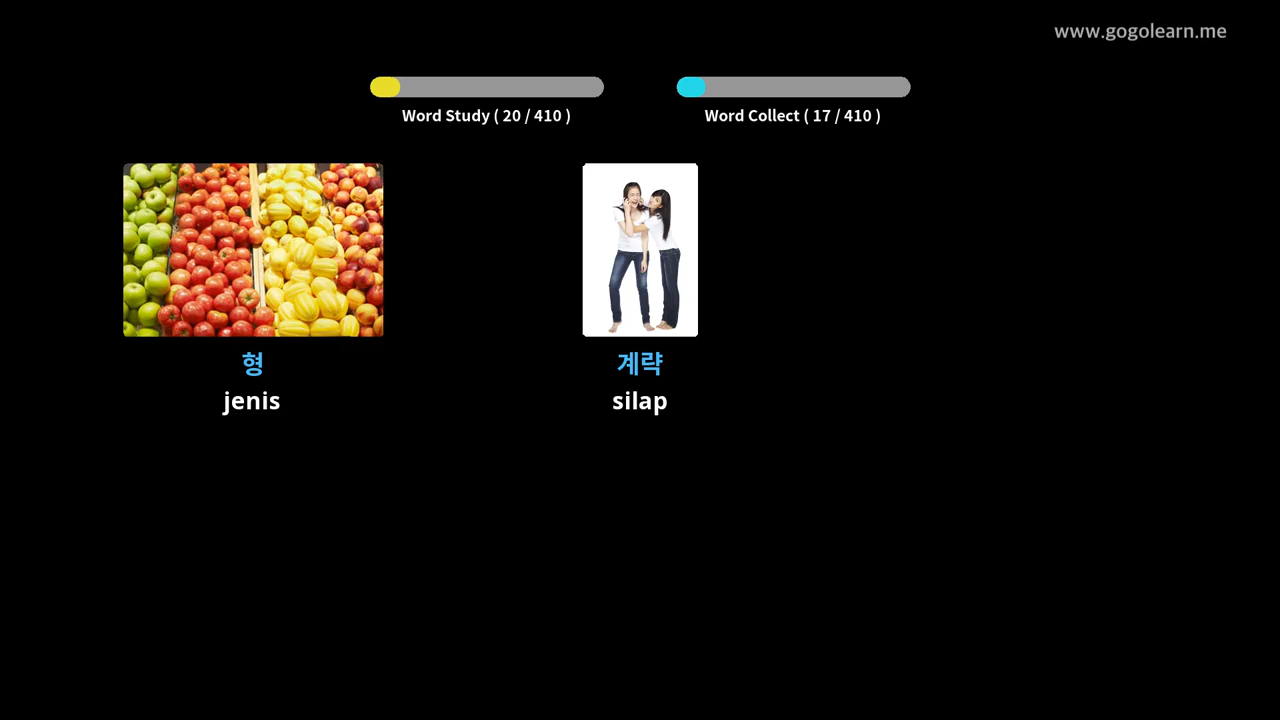 www.gogolearn.me
Word Study ( 20 / 410 )
Word Collect ( 17 / 410 )
형
jenis
계략
silap